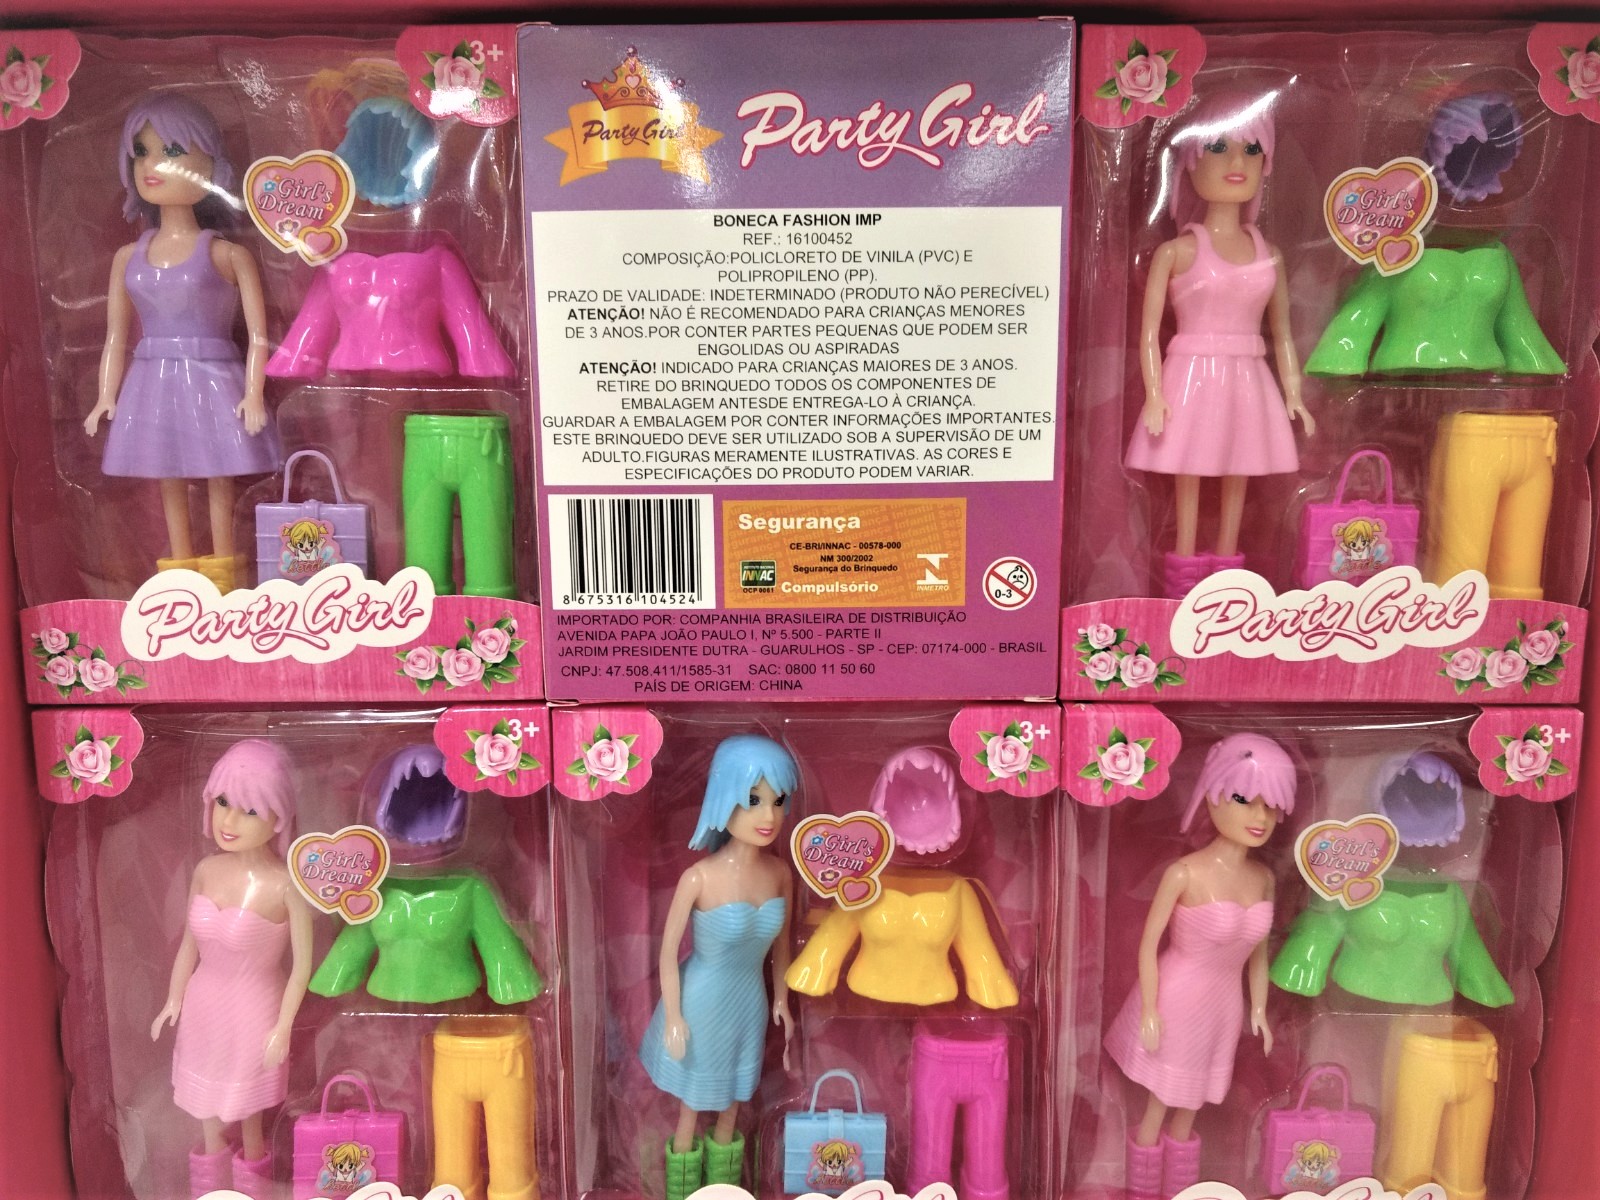 3+
Girl's
Dream
Party Girl
Party Girl
Party Girl
BONECA FASHION IMP
REF.: 16100452
COMPOSIÇÃO:POLICLORETO DE VINILA (PVC) E
POLIPROPILENO (PP).
PRAZO DE VALIDADE: INDETERMINADO (PRODUTO NÃO PERECÍVEL)
ATENÇÃO! NÃO É RECOMENDADO PARA CRIANÇAS MENORES
DE 3 ANOS.POR CONTER PARTES PEQUENAS QUE PODEM SER
ENGOLIDAS OU ASPIRADAS
ATENÇÃO! INDICADO PARA CRIANÇAS MAIORES DE 3 ANOS.
RETIRE DO BRINQUEDO TODOS OS COMPONENTES DE
EMBALAGEM ANTESDE ENTREGA-LO À CRIANÇA.
GUARDAR A EMBALAGEM POR CONTER INFORMAÇÕES IMPORTANTES.
ESTE BRINQUEDO DEVE SER UTILIZADO SOB A SUPERVISÃO DE UM
ADULTO.FIGURAS MERAMENTE ILUSTRATIVAS. AS CORES E
ESPECIFICAÇÕES DO PRODUTO PODEM VARIAR.
8 675316 104524
Segurança
CE-BRI/INNAC - 00578-000
NM 300/2002
Segurança do Brinquedo
INNAC
OCP 0061
Compulsório
INMETRO
0-3
IMPORTADO POR: COMPANHIA BRASILEIRA DE DISTRIBUIÇÃO
AVENIDA PAPA JOÃO PAULO I, Nº 5.500 - PARTE II
JARDIM PRESIDENTE DUTRA - GUARULHOS - SP - CEP: 07174-000 - BRASIL
CNPJ: 47.508.411/1585-31 SAC: 0800 11 50 60
PAÍS DE ORIGEM: CHINA
Girl's
Dream
Party Girl
3+
Girl's
Dream
3+
Girl's
Dream
3+
Girl's
Dream